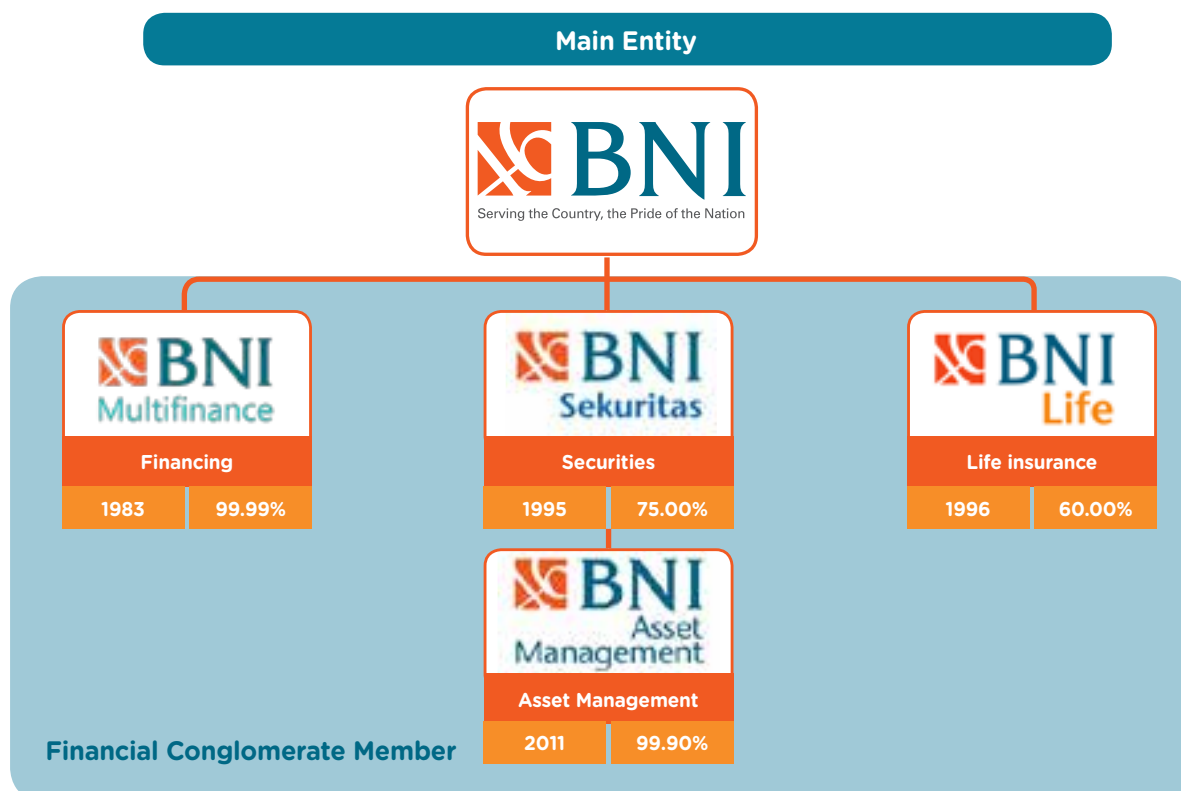 Main Entity
BNI
Serving the Country, the Pride of the Nation
BNI
Multifinance
Financing
1983 99.99%
BNI
Sekuritas
Securities
1995 75.00%
BNI
Life
Life insurance
1996 60.00%
BNI
Asset
Management
Asset Management
2011 99.90%
Financial Conglomerate Member